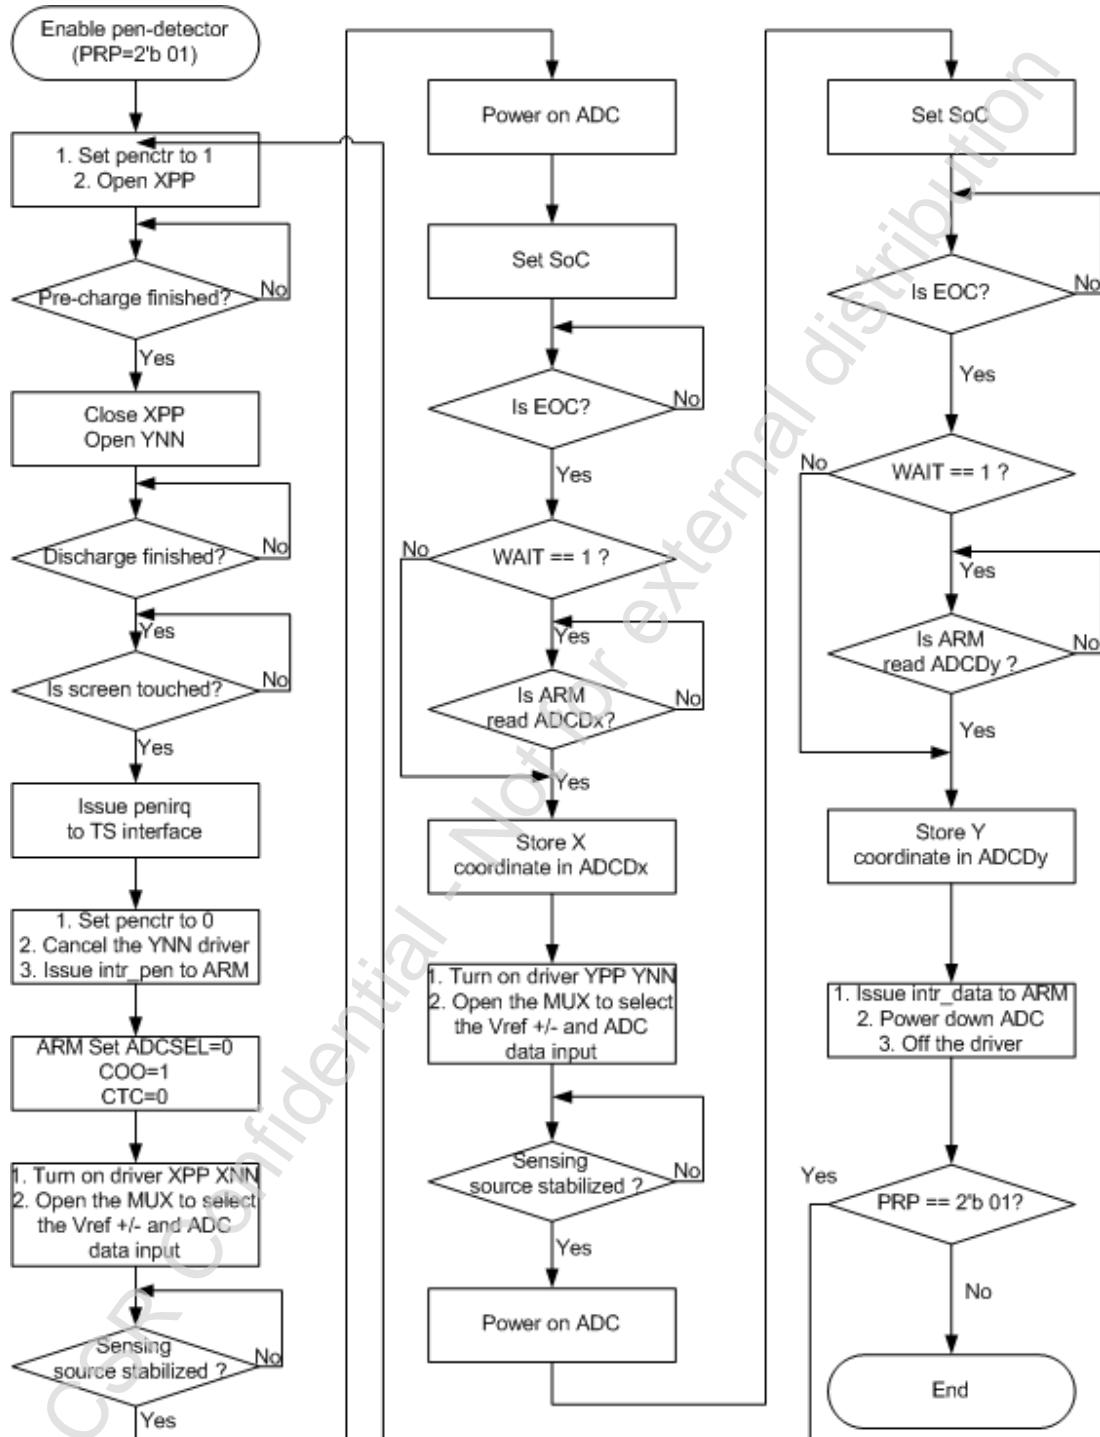 Enable pen-detector
(PRP=2'b 01)
1. Set penctr to 1
2. Open XPP
Pre-charge finished?
No
Yes
Close XPP
Open YNN
Discharge finished?
No
Yes
Is screen touched?
No
Yes
Issue penirq
to TS interface
1. Set penctr to 0
2. Cancel the YNN driver
3. Issue intr_pen to ARM
ARM Set ADCSEL=0
COO=1
CTC=0
1. Turn on driver XPP XNN
2. Open the MUX to select
the Vref +/- and ADC
data input
Sensing
source stabilized ?
No
Yes
Power on ADC
Set SoC
Is EOC?
No
Yes
WAIT == 1 ?
No
Yes
Is ARM
read ADCDx?
No
Yes
Store X
coordinate in ADCDx
1. Turn on driver YPP YNN
2. Open the MUX to select
the Vref +/- and ADC
data input
Sensing
source stabilized ?
No
Yes
Power on ADC
Set SoC
Is EOC?
No
Yes
WAIT == 1 ?
No
Yes
Is ARM
read ADCDy ?
No
Yes
Store Y
coordinate in ADCDy
1. Issue intr_data to ARM
2. Power down ADC
3. Off the driver
PRP == 2'b 01?
Yes
No
End
CSR Confidential - Not for external distribution